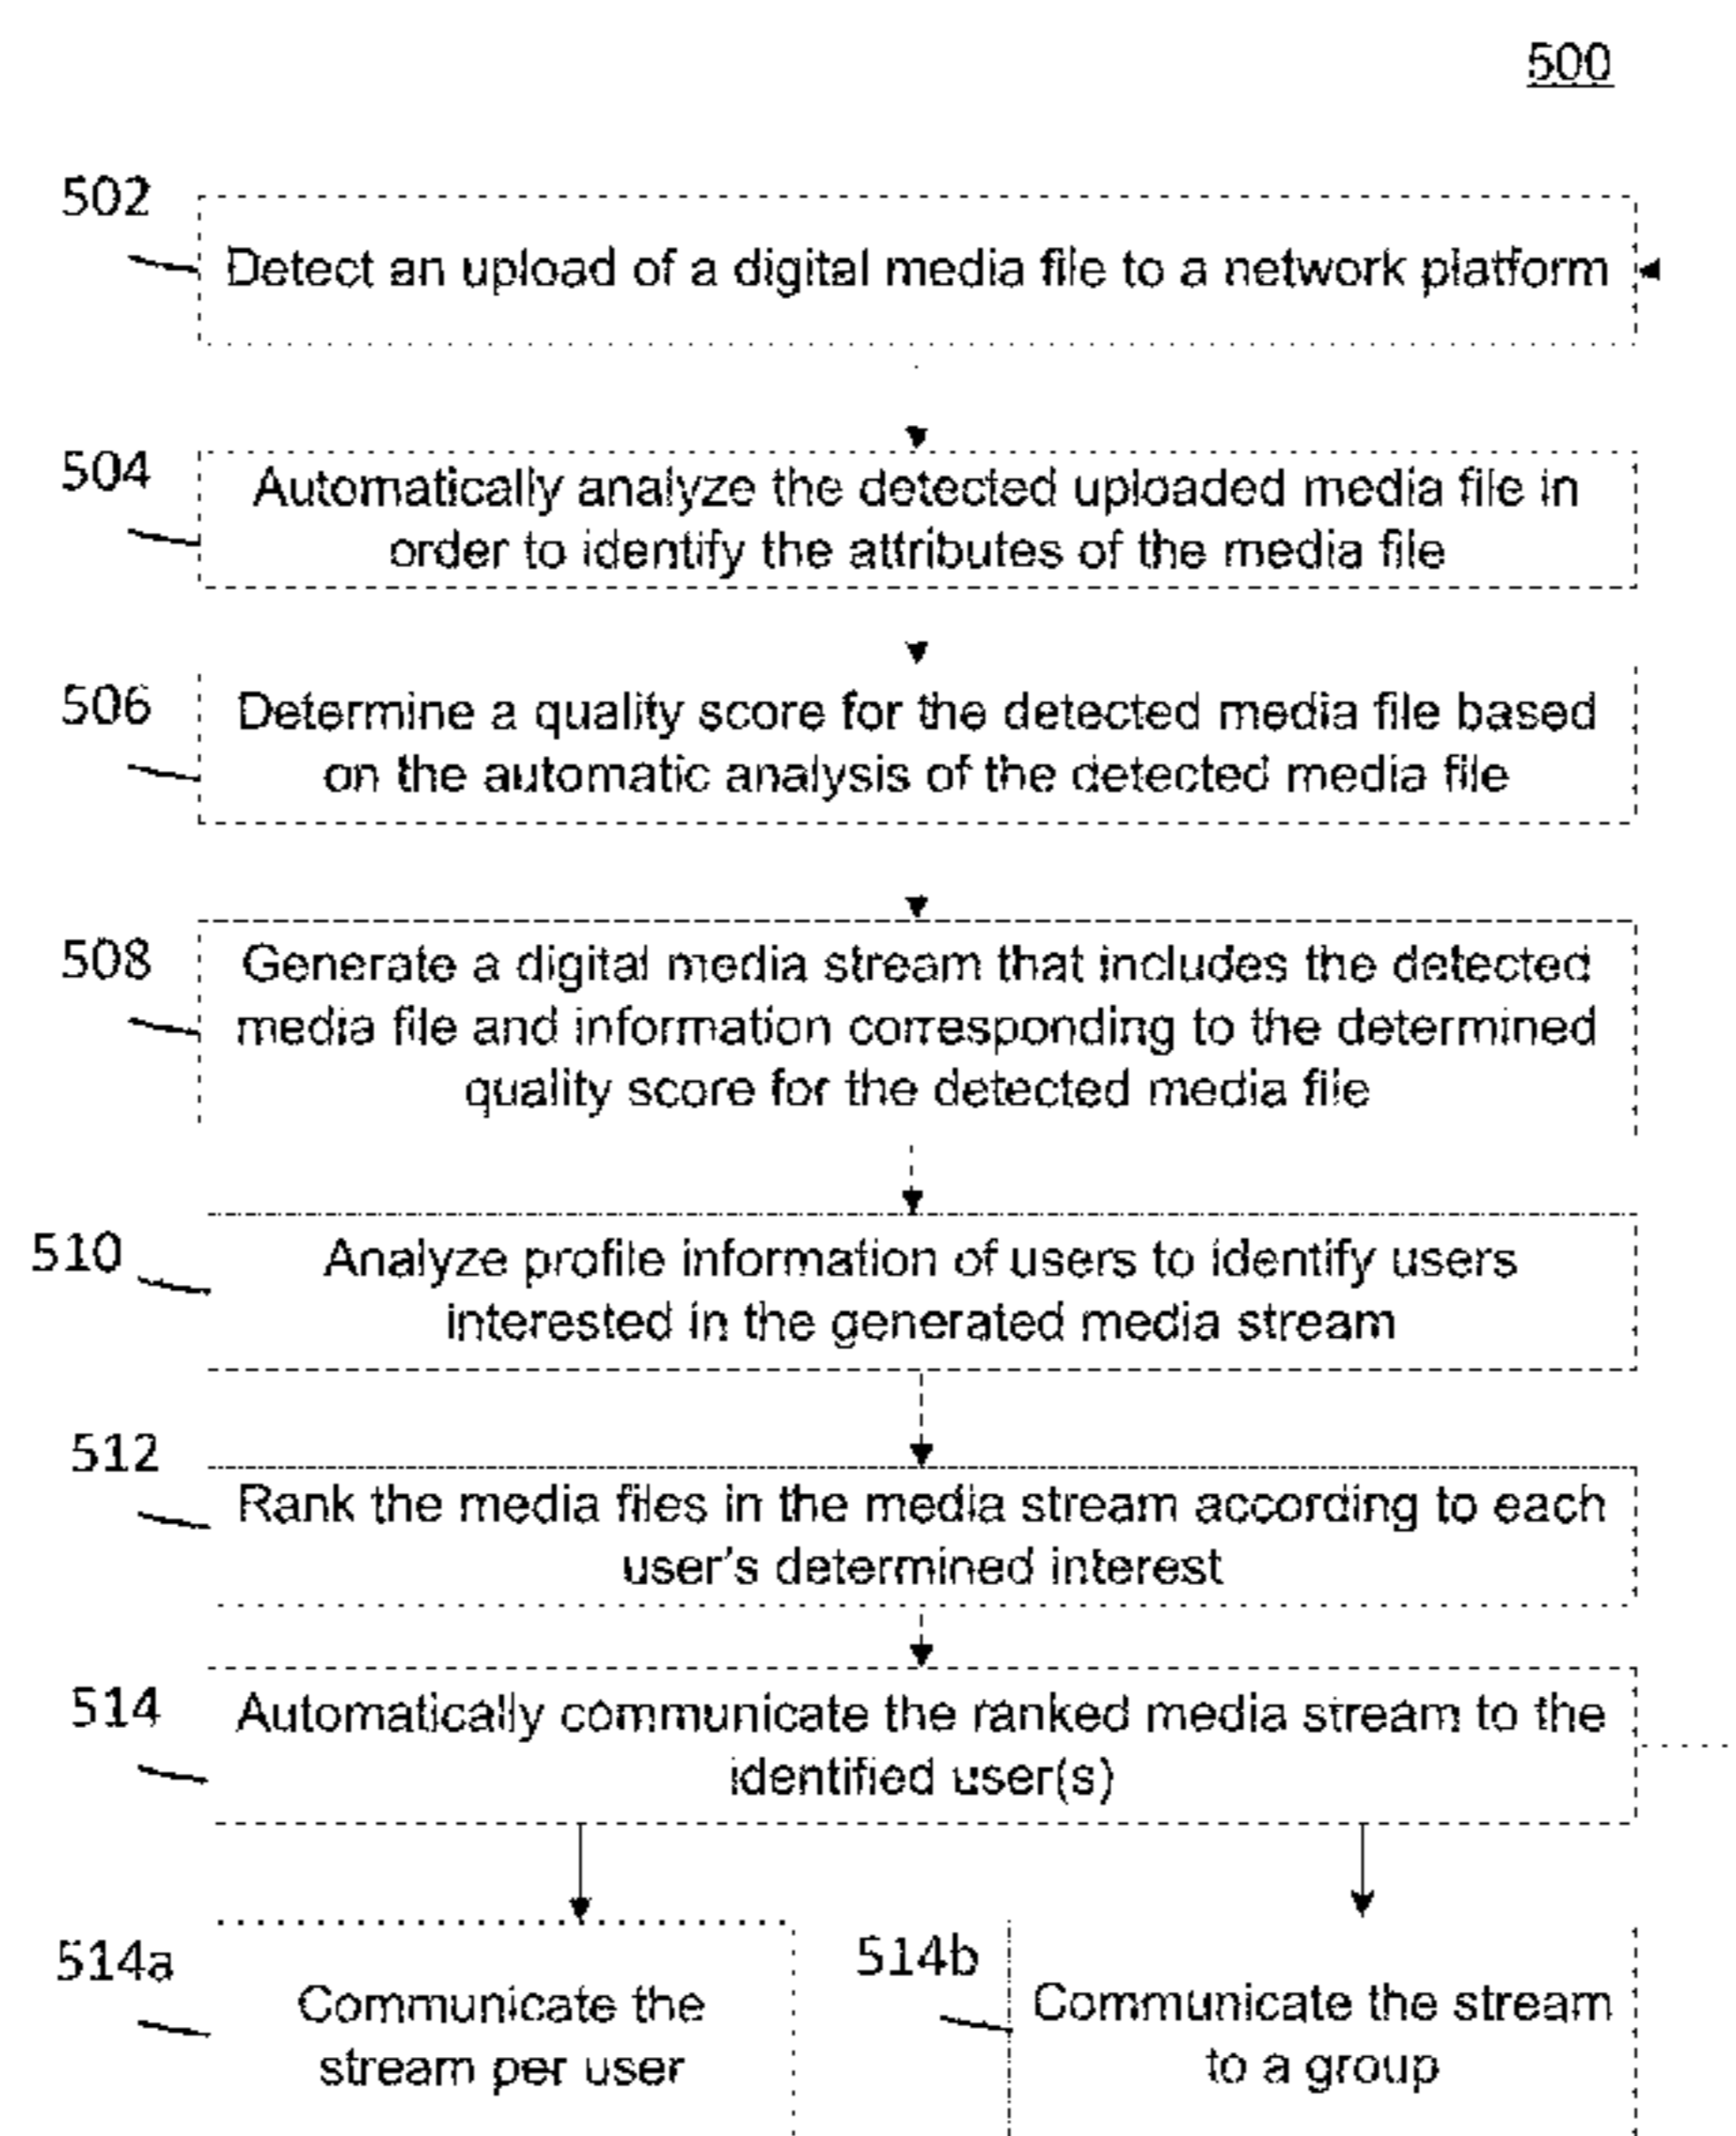 500
502
Detect an upload of a digital media file to a network platform
504
Automatically analyze the detected uploaded media file in
order to identify the attributes of the media file
506
Determine a quality score for the detected media file based
on the automatic analysis of the detected media file
508
Generate a digital media stream that includes the detected
media file and information corresponding to the determined
quality score for the detected media file
510
Analyze profile information of users to identify users
interested in the generated media stream
512
Rank the media files in the media stream according to each
user's determined interest
514
Automatically communicate the ranked media stream to the
identified user(s)
514a
Communicate the
stream per user
514b
Communicate the stream
to a group